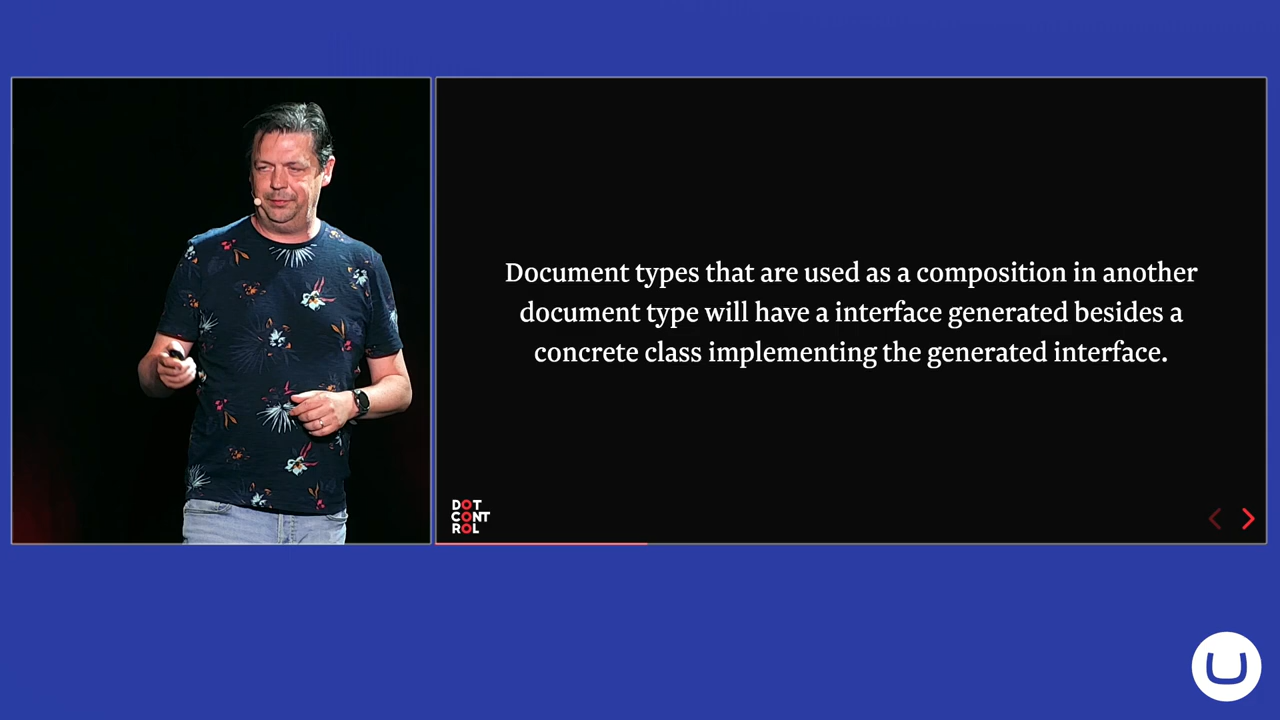 Document types that are used as a composition in another
document type will have a interface generated besides a
concrete class implementing the generated interface.
DOT
CONT
ROL